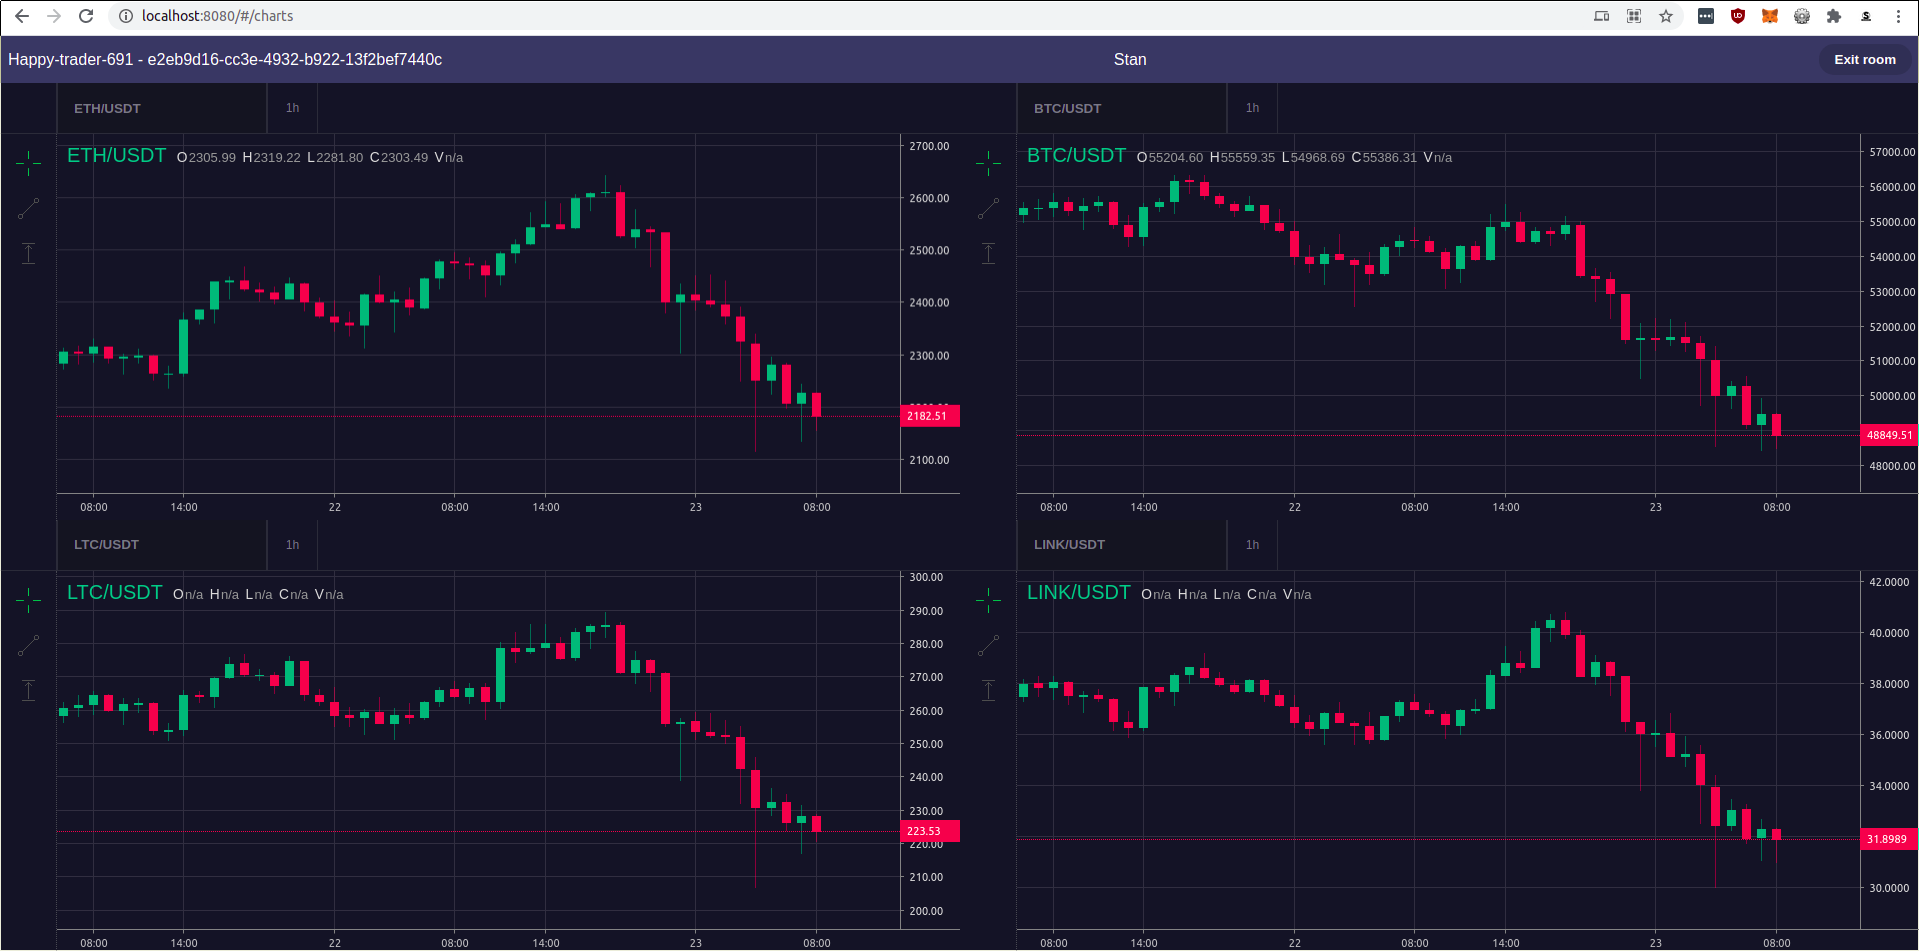 localhost:8080/#/charts
Happy-trader-691 - e2eb9d16-cc3e-4932-b922-13f2bef7440c Stan Exit room
ETH/USDT 1h
ETH/USDT O2305.99 H2319.22 L2281.80 C2303.49 Vn/a
2700.00
2600.00
2500.00
2400.00
2300.00
2182.51
2100.00
08:00 14:00 22 08:00 14:00 23 08:00
BTC/USDT 1h
BTC/USDT O55204.60 H55559.35 L54968.69 C55386.31 Vn/a
57000.00
56000.00
55000.00
54000.00
53000.00
52000.00
51000.00
50000.00
48849.51
48000.00
08:00 14:00 22 08:00 14:00 23 08:00
LTC/USDT 1h
LTC/USDT On/a Hn/a Ln/a Cn/a Vn/a
300.00
290.00
280.00
270.00
260.00
250.00
240.00
230.00
223.53
220.00
210.00
200.00
08:00 14:00 22 08:00 14:00 23 08:00
LINK/USDT 1h
LINK/USDT On/a Hn/a Ln/a Cn/a Vn/a
42.0000
40.0000
38.0000
36.0000
34.0000
31.8989
30.0000
08:00 14:00 22 08:00 14:00 23 08:00